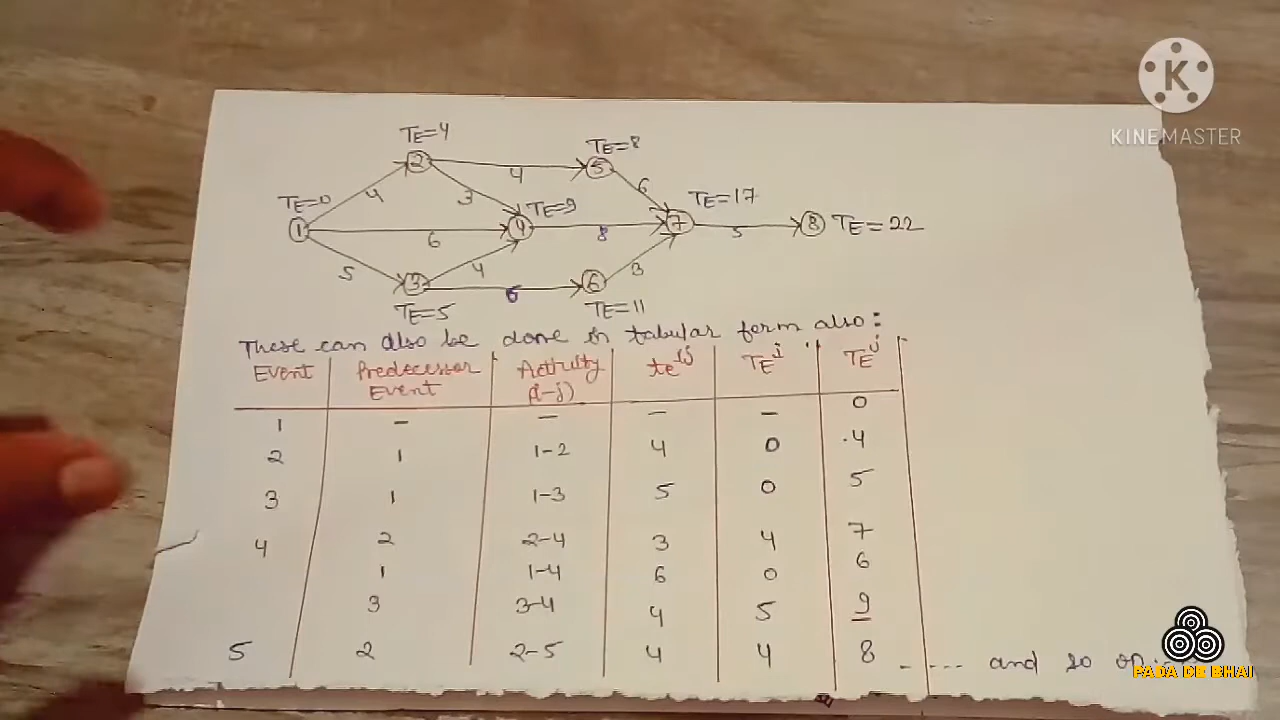 TE=4
TE=8
2
4
5
6
TE=0
4
3
TE=9
TE=17
1
6
4
8
7
5
8
TE=22
5
4
3
3
6
6
TE=5
TE=11
These can also be done in tabular form also:
Event Predecessor Event Activity (i-j) te^ij TE^i TE^j
1 - - - - 0
2 1 1-2 4 0 4
3 1 1-3 5 0 5
4 2 2-4 3 4 7
1 1-4 6 0 6
3 3-4 4 5 9
5 2 2-5 4 4 8 ---- and so on
K
KINEMASTER
PADA DE BHAI